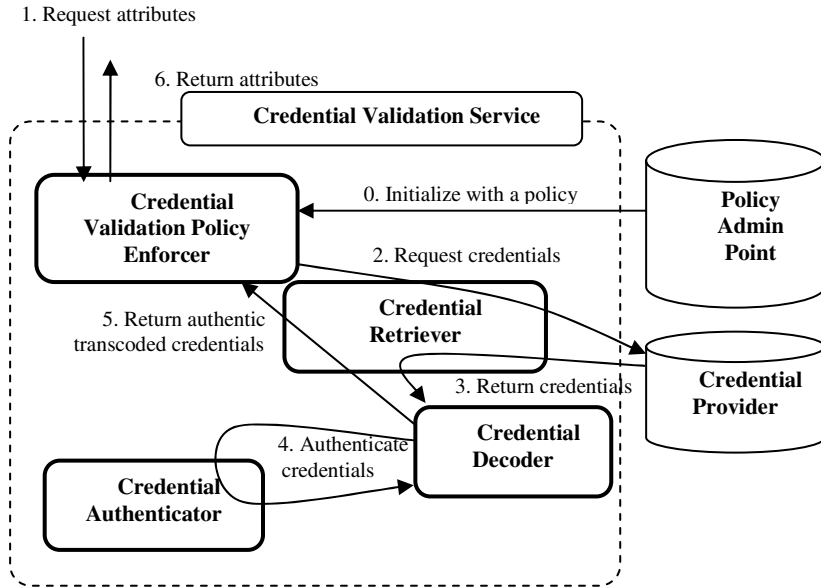 1. Request attributes
6. Return attributes
Credential Validation Service
Credential
Validation Policy
Enforcer
0. Initialize with a policy
Policy
Admin
Point
2. Request credentials
Credential
Retriever
5. Return authentic
transcoded credentials
3. Return credentials
Credential
Provider
Credential
Decoder
4. Authenticate
credentials
Credential
Authenticator